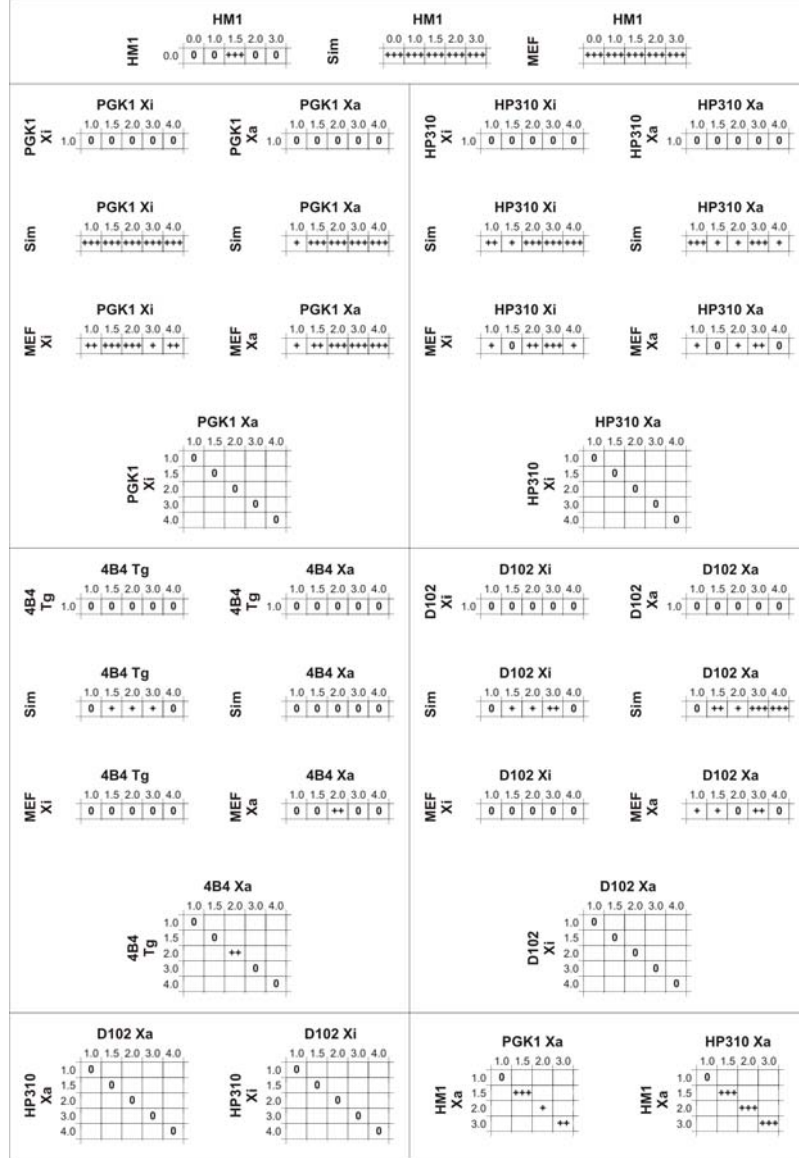 HM1 HM1 HM1
0.0 1.0 1.5 2.0 3.0 0.0 1.0 1.5 2.0 3.0 0.0 1.0 1.5 2.0 3.0
HM1 0.0 0 0 +++ 0 0 Sim +++ +++ +++ +++ +++ MEF +++ +++ +++ +++ +++
PGK1 Xi PGK1 Xa HP310 Xi HP310 Xa
1.0 1.5 2.0 3.0 4.0 1.0 1.5 2.0 3.0 4.0 1.0 1.5 2.0 3.0 4.0 1.0 1.5 2.0 3.0 4.0
PGK1 Xi 1.0 0 0 0 0 0 PGK1 Xa 1.0 0 0 0 0 0 HP310 Xi 1.0 0 0 0 0 0 HP310 Xa 1.0 0 0 0 0 0
PGK1 Xi PGK1 Xa HP310 Xi HP310 Xa
1.0 1.5 2.0 3.0 4.0 1.0 1.5 2.0 3.0 4.0 1.0 1.5 2.0 3.0 4.0 1.0 1.5 2.0 3.0 4.0
Sim +++ +++ +++ +++ +++ Sim + +++ +++ +++ +++ Sim ++ + +++ +++ +++ Sim +++ + + +++ +
PGK1 Xi PGK1 Xa HP310 Xi HP310 Xa
1.0 1.5 2.0 3.0 4.0 1.0 1.5 2.0 3.0 4.0 1.0 1.5 2.0 3.0 4.0 1.0 1.5 2.0 3.0 4.0
MEF Xi ++ +++ +++ + ++ MEF Xa + ++ +++ +++ +++ MEF Xi + 0 ++ +++ + MEF Xa + 0 + ++ 0
PGK1 Xa HP310 Xa
1.0 1.5 2.0 3.0 4.0 1.0 1.5 2.0 3.0 4.0
PGK1 Xi HP310 Xi
1.0 0 1.0 0
1.5 0 1.5 0
2.0 0 2.0 0
3.0 0 3.0 0
4.0 0 4.0 0
4B4 Tg 4B4 Xa D102 Xi D102 Xa
1.0 1.5 2.0 3.0 4.0 1.0 1.5 2.0 3.0 4.0 1.0 1.5 2.0 3.0 4.0 1.0 1.5 2.0 3.0 4.0
4B4 Tg 1.0 0 0 0 0 0 4B4 Tg 1.0 0 0 0 0 0 D102 Xi 1.0 0 0 0 0 0 D102 Xa 1.0 0 0 0 0 0
4B4 Tg 4B4 Xa D102 Xi D102 Xa
1.0 1.5 2.0 3.0 4.0 1.0 1.5 2.0 3.0 4.0 1.0 1.5 2.0 3.0 4.0 1.0 1.5 2.0 3.0 4.0
Sim 0 + + + 0 Sim 0 0 0 0 0 Sim 0 + + ++ 0 Sim 0 ++ + +++ +++
4B4 Tg 4B4 Xa D102 Xi D102 Xa
1.0 1.5 2.0 3.0 4.0 1.0 1.5 2.0 3.0 4.0 1.0 1.5 2.0 3.0 4.0 1.0 1.5 2.0 3.0 4.0
MEF Xi 0 0 0 0 0 MEF Xa 0 0 ++ 0 0 MEF Xi 0 0 0 0 0 MEF Xa + + 0 ++ 0
4B4 Xa D102 Xa
1.0 1.5 2.0 3.0 4.0 1.0 1.5 2.0 3.0 4.0
4B4 Tg D102 Xi
1.0 0 1.0 0
1.5 0 1.5 0
2.0 ++ 2.0 0
3.0 0 3.0 0
4.0 0 4.0 0
D102 Xa D102 Xi PGK1 Xa HP310 Xa
1.0 1.5 2.0 3.0 4.0 1.0 1.5 2.0 3.0 4.0 1.0 1.5 2.0 3.0 1.0 1.5 2.0 3.0
HP310 Xa HP310 Xi HM1 Xa HM1 Xa
1.0 0 1.0 0 1.0 0 1.0 0
1.5 0 1.5 0 1.5 +++ 1.5 +++
2.0 0 2.0 0 2.0 + 2.0 +++
3.0 0 3.0 0 3.0 ++ 3.0 +++
4.0 0 4.0 0